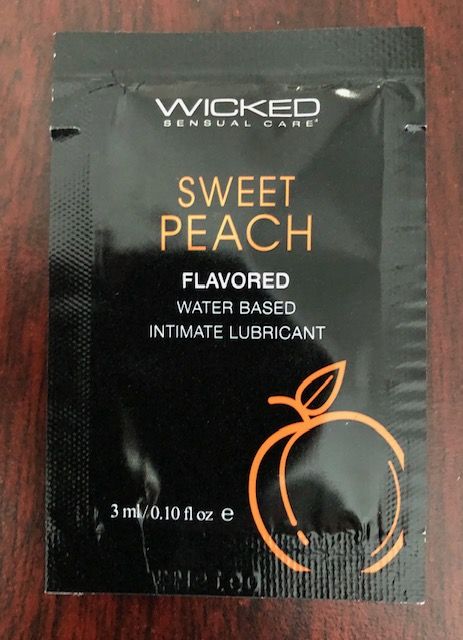 WICKED
SENSUAL CARE
SWEET
PEACH
FLAVORED
WATER BASED
INTIMATE LUBRICANT
3 ml/0.10 fl oz e